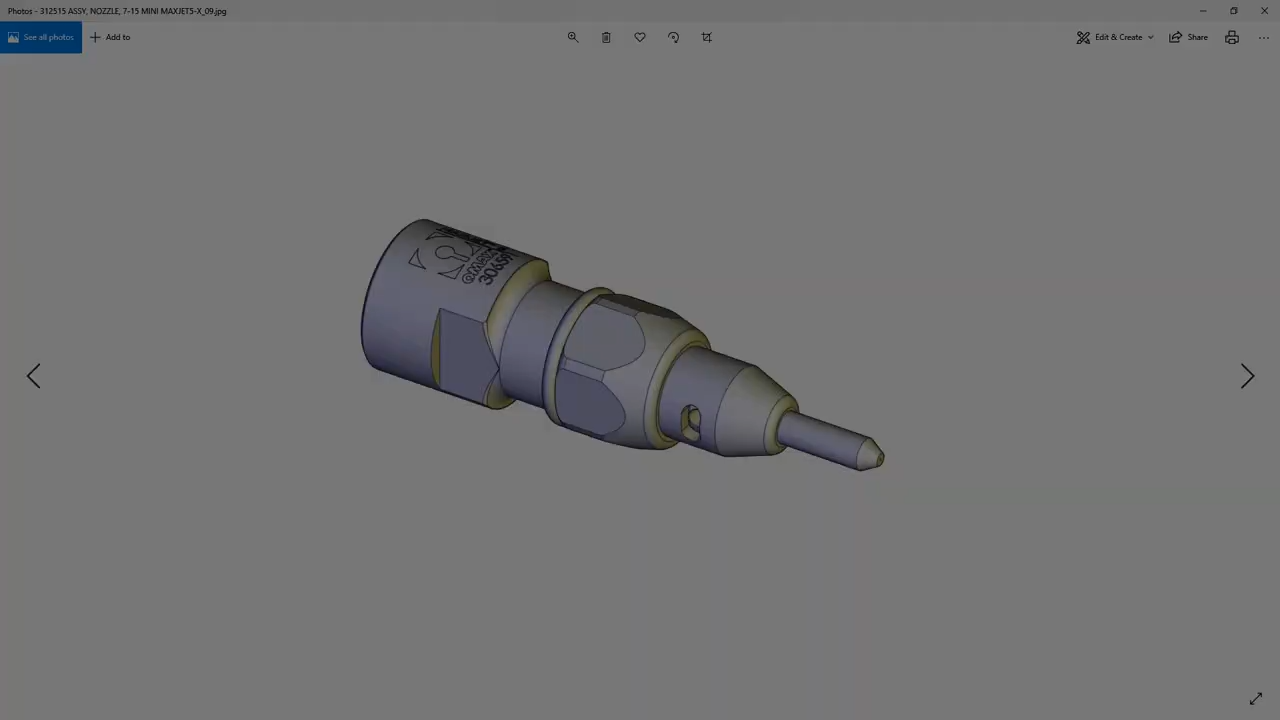 Photos - 312515 ASSY, NOZZLE, 7-15 MINI MAXJET5-X_09.jpg
See all photos
Add to
Edit & Create
Share